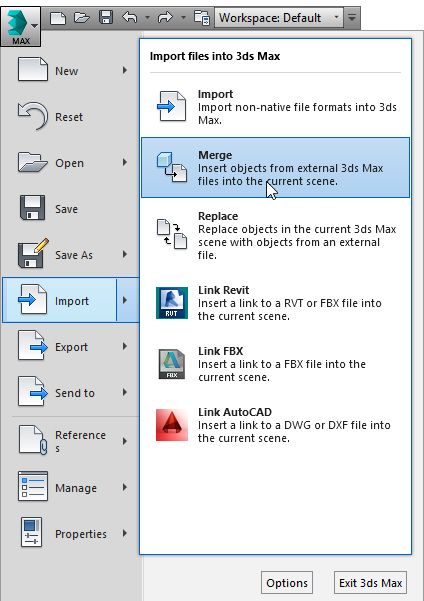 Workspace: Default
MAX
New
Reset
Open
Save
Save As
Import
Export
Send to
Reference
s
Manage
Properties
Import files into 3ds Max
Import
Import non-native file formats into 3ds
Max.
Merge
Insert objects from external 3ds Max
files into the current scene.
Replace
Replace objects in the current 3ds Max
scene with objects from an external
file.
RVT
Link Revit
Insert a link to a RVT or FBX file into
the current scene.
FBX
Link FBX
Insert a link to a FBX file into the
current scene.
Link AutoCAD
Insert a link to a DWG or DXF file into
the current scene.
Options
Exit 3ds Max